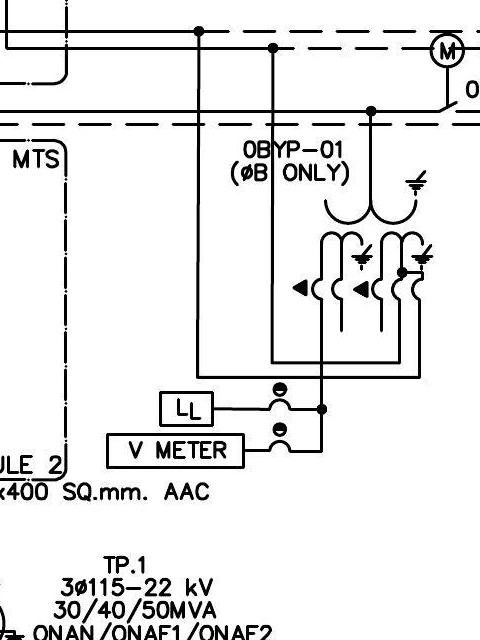 M
0
MTS
0BYP-01
(øB ONLY)
LL
V METER
ULE 2
x400 SQ.mm. AAC
TP.1
3ø115-22 kV
30/40/50MVA
ONAN/ONAF1/ONAF2